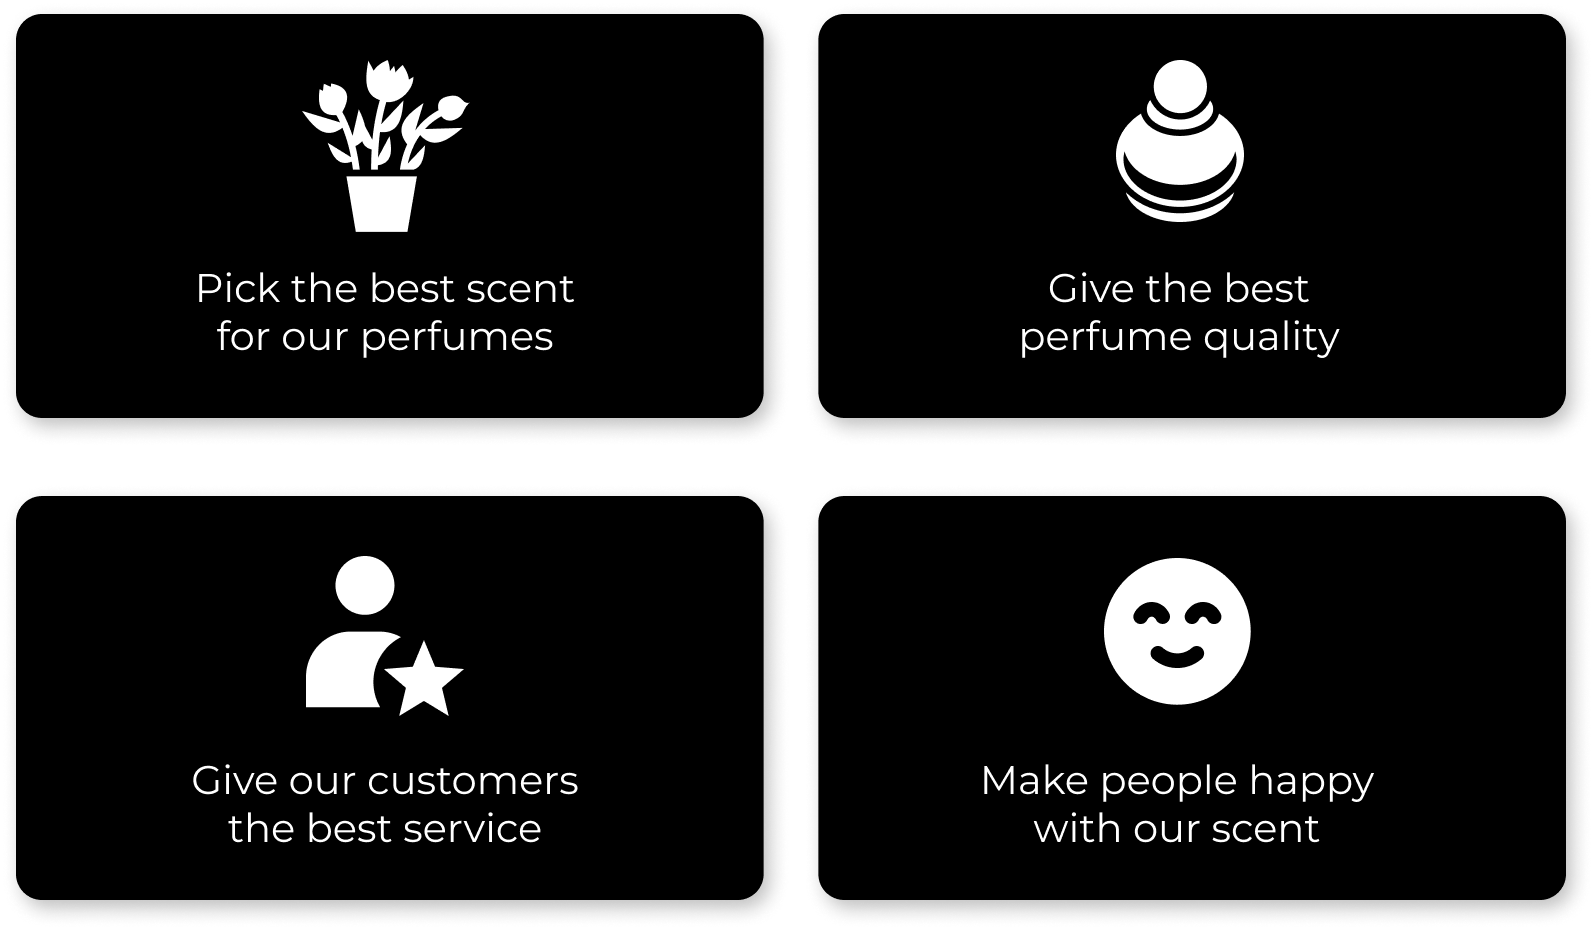 Pick the best scent
for our perfumes
Give the best
perfume quality
Give our customers
the best service
Make people happy
with our scent